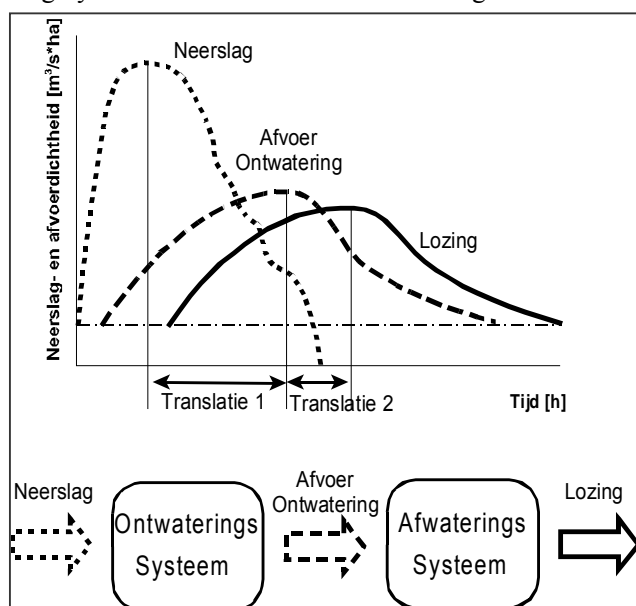 Neerslag- en afvoerdichtheid [m³/s*ha]
Neerslag
Afvoer
Ontwatering
Lozing
Translatie 1
Translatie 2
Tijd [h]
Neerslag
Ontwaterings
Systeem
Afvoer
Ontwatering
Afwaterings
Systeem
Lozing